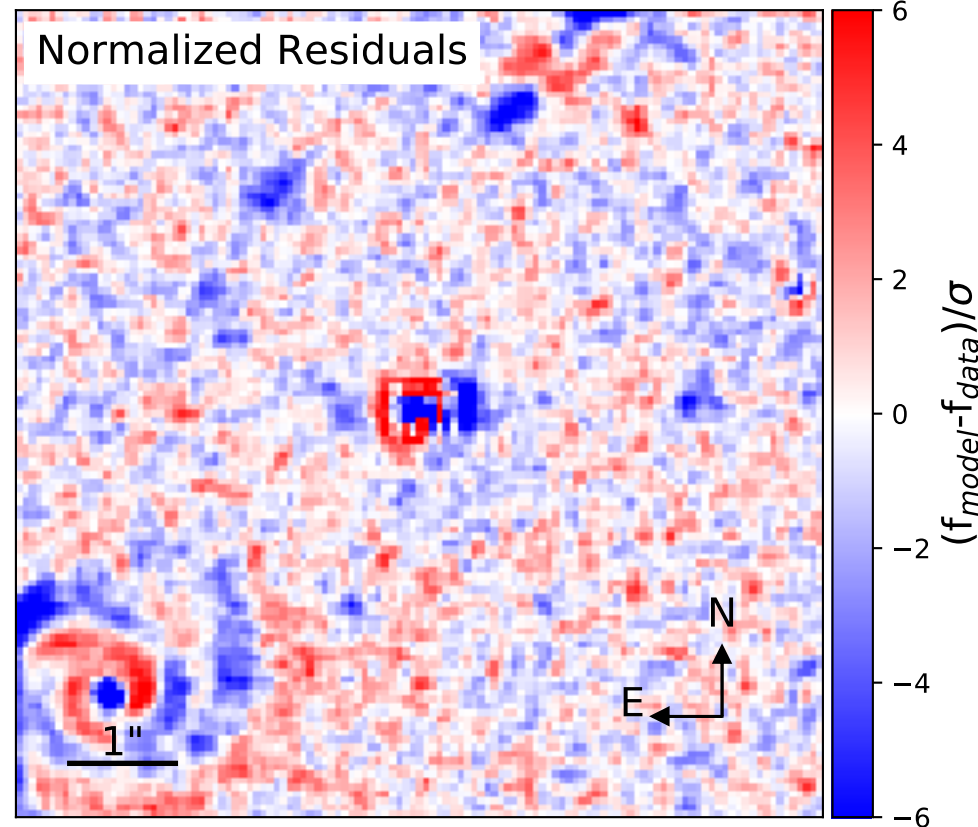 Normalized Residuals
6
4
2
0
−2
−4
−6
(f_model-f_data)/σ
N
E
1"